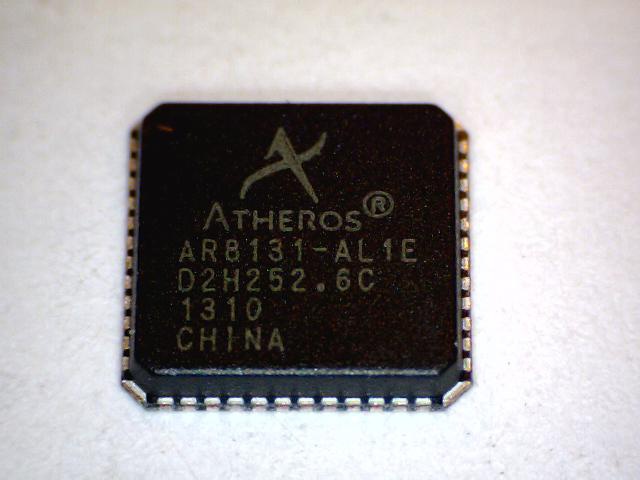 ATHEROS®
AR8131-AL1E
D2H252.6C
1310
CHINA